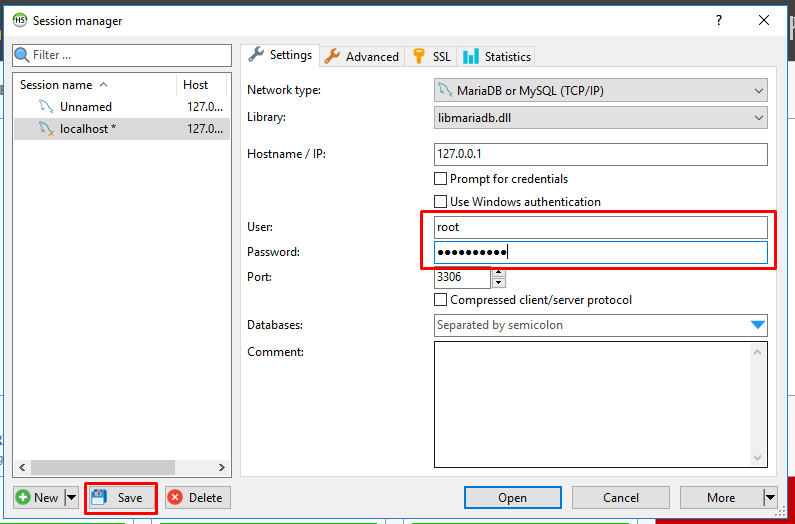 HS Session manager ?
Filter ...
Session name Host
Unnamed 127.0...
localhost * 127.0...
New
Save
Delete
Settings Advanced SSL Statistics
Network type: MariaDB or MySQL (TCP/IP)
Library: libmariadb.dll
Hostname / IP: 127.0.0.1
Prompt for credentials
Use Windows authentication
User: root
Password: ●●●●●●●●●●
Port: 3306
Compressed client/server protocol
Databases: Separated by semicolon
Comment:
Open Cancel More